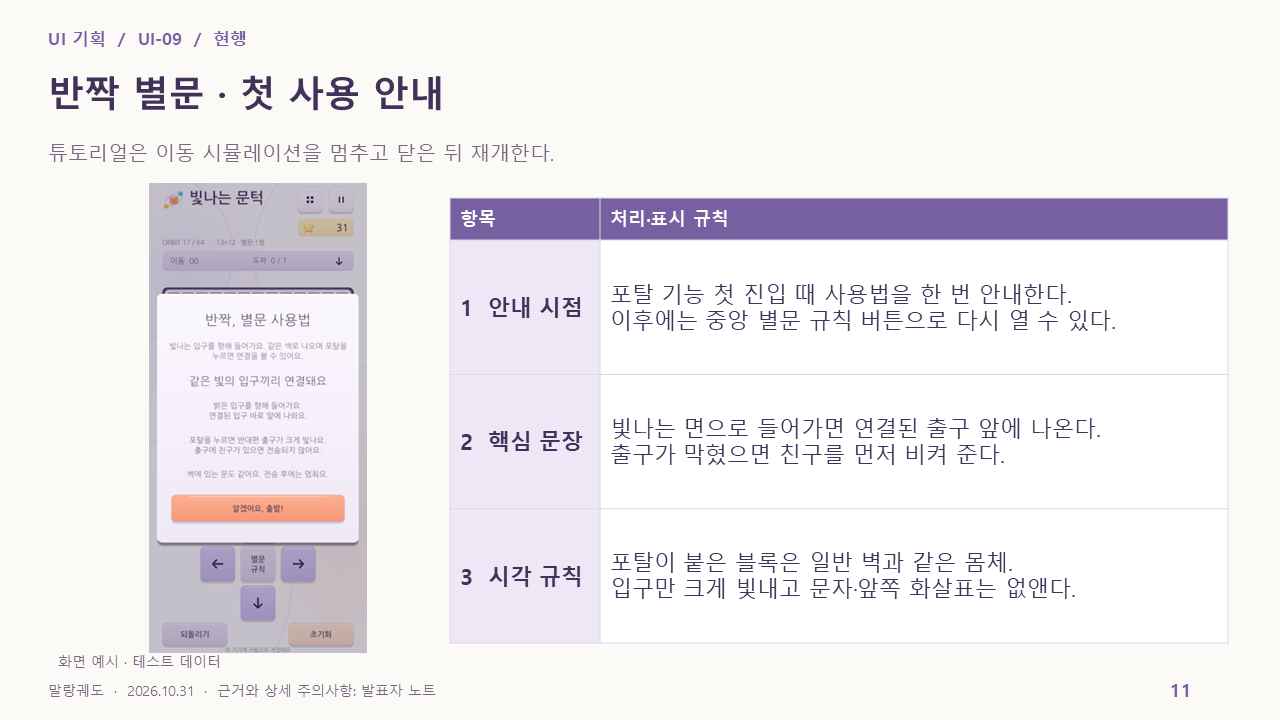 UI 기획 / UI-09 / 현행
반짝 별문 · 첫 사용 안내
튜토리얼은 이동 시뮬레이션을 멈추고 닫은 뒤 재개한다.
빛나는 문턱
31
ORBIT 17 / 64 · 13×12 · 별문 1쌍
이동 00 도착 0 / 1 ↓
반짝, 별문 사용법
빛나는 입구를 향해 들어가요. 같은 색로 나오며 포탈을
누르면 연결을 볼 수 있어요.
같은 빛의 입구끼리 연결돼요
밝은 입구를 향해 들어가요.
연결된 입구 바로 앞에 나와요.
포탈을 누르면 반대편 출구가 크게 빛나요.
출구에 친구가 있으면 전송되지 않아요.
벽에 있는 문도 같아요. 전송 후에는 멈춰요.
알겠어요, 출발!
← 별문 →
규칙
↓
되돌리기 초기화
화면 예시 · 테스트 데이터
항목 처리·표시 규칙
1 안내 시점
포탈 기능 첫 진입 때 사용법을 한 번 안내한다.
이후에는 중앙 별문 규칙 버튼으로 다시 열 수 있다.
2 핵심 문장
빛나는 면으로 들어가면 연결된 출구 앞에 나온다.
출구가 막혔으면 친구를 먼저 비켜 준다.
3 시각 규칙
포탈이 붙은 블록은 일반 벽과 같은 몸체.
입구만 크게 빛내고 문자·앞쪽 화살표는 없앤다.
말랑궤도 · 2026.10.31 · 근거와 상세 주의사항: 발표자 노트
11